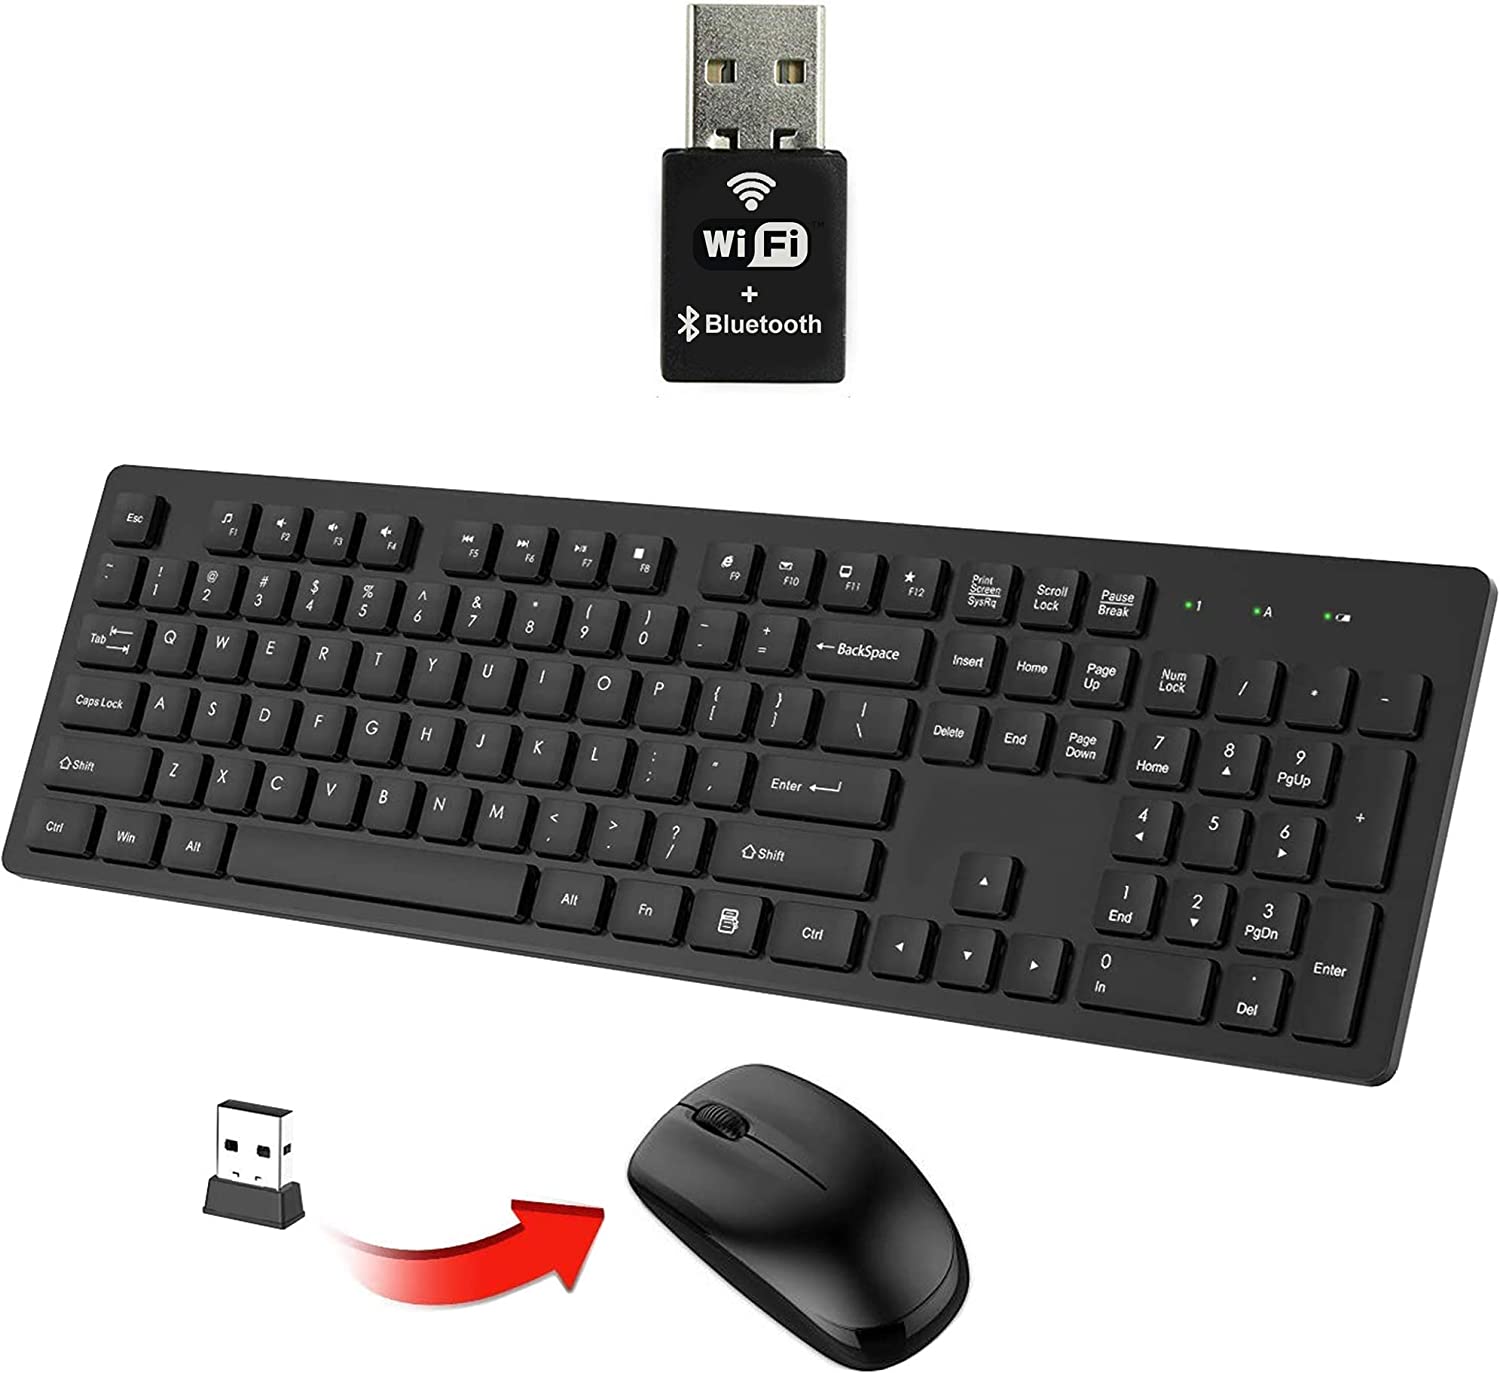 Wi Fi™
+
Bluetooth
Esc F1 F2 F3 F4 F5 F6 F7 F8 F9 F10 F11 F12 Print Screen SysRq Scroll Lock Pause Break 1 A
~ ! 1 @ 2 # 3 $ 4 % 5 ^ 6 & 7 * 8 ( 9 ) 0 - + = ←BackSpace Insert Home Page Up Num Lock / * -
Tab Q W E R T Y U I O P { [ } ] | \ Delete End Page Down 7 Home 8 ▲ 9 PgUp +
Caps Lock A S D F G H J K L : ; " , Enter 4 ◄ 5 6 ►
⇧Shift Z X C V B N M < , > . ? / ⇧Shift ▲ 1 End 2 ▼ 3 PgDn Enter
Ctrl Win Alt Alt Fn Ctrl ◄ ▼ ► 0 In . Del